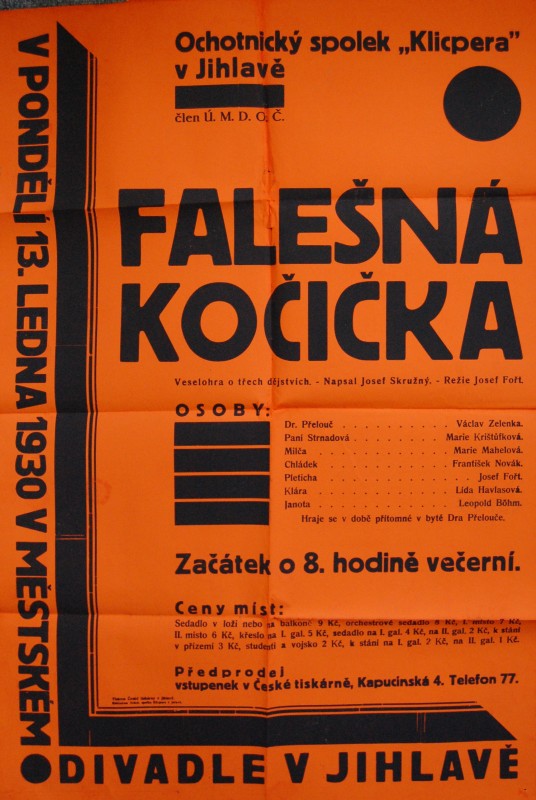 Ochotnický spolek „Klicpera"
v Jihlavě
člen Ú. M. D. O. Č.
V PONDĚLÍ 13. LEDNA 1930 V MĚSTSKÉM
FALEŠNÁ
KOČIČKA
Veselohra o třech dějstvích. - Napsal Josef Skružný. - Režie Josef Fořt.
OSOBY:
Dr. Přelouč . . . . . . . . . Václav Zelenka.
Paní Strnadová . . . . . . . . . Marie Krištůfková.
Milča . . . . . . . . . . Marie Mahelová.
Chládek . . . . . . . . . . František Novák.
Pleticha . . . . . . . . . . Josef Fořt.
Klára . . . . . . . . . . Lída Havlasová.
Janota . . . . . . . . . . Leopold Böhm.
Hraje se v době přítomné v bytě Dra Přelouče.
Začátek o 8. hodině večerní.
Ceny míst:
Sedadlo v loži nebo na balkoně 9 Kč, orchestrové sedadlo 8 Kč, I. místo 7 Kč,
II. místo 6 Kč, křeslo na I. gal. 5 Kč, sedadlo na I. gal. 4 Kč, na II. gal. 2 Kč, k stání
v přízemí 3 Kč, studenti a vojsko 2 Kč, k stání na I. gal. 2 Kč, na II. gal. 1 Kč.
Předprodej
vstupenek v České tiskárně, Kapucínská 4. Telefon 77.
DIVADLE V JIHLAVĚ